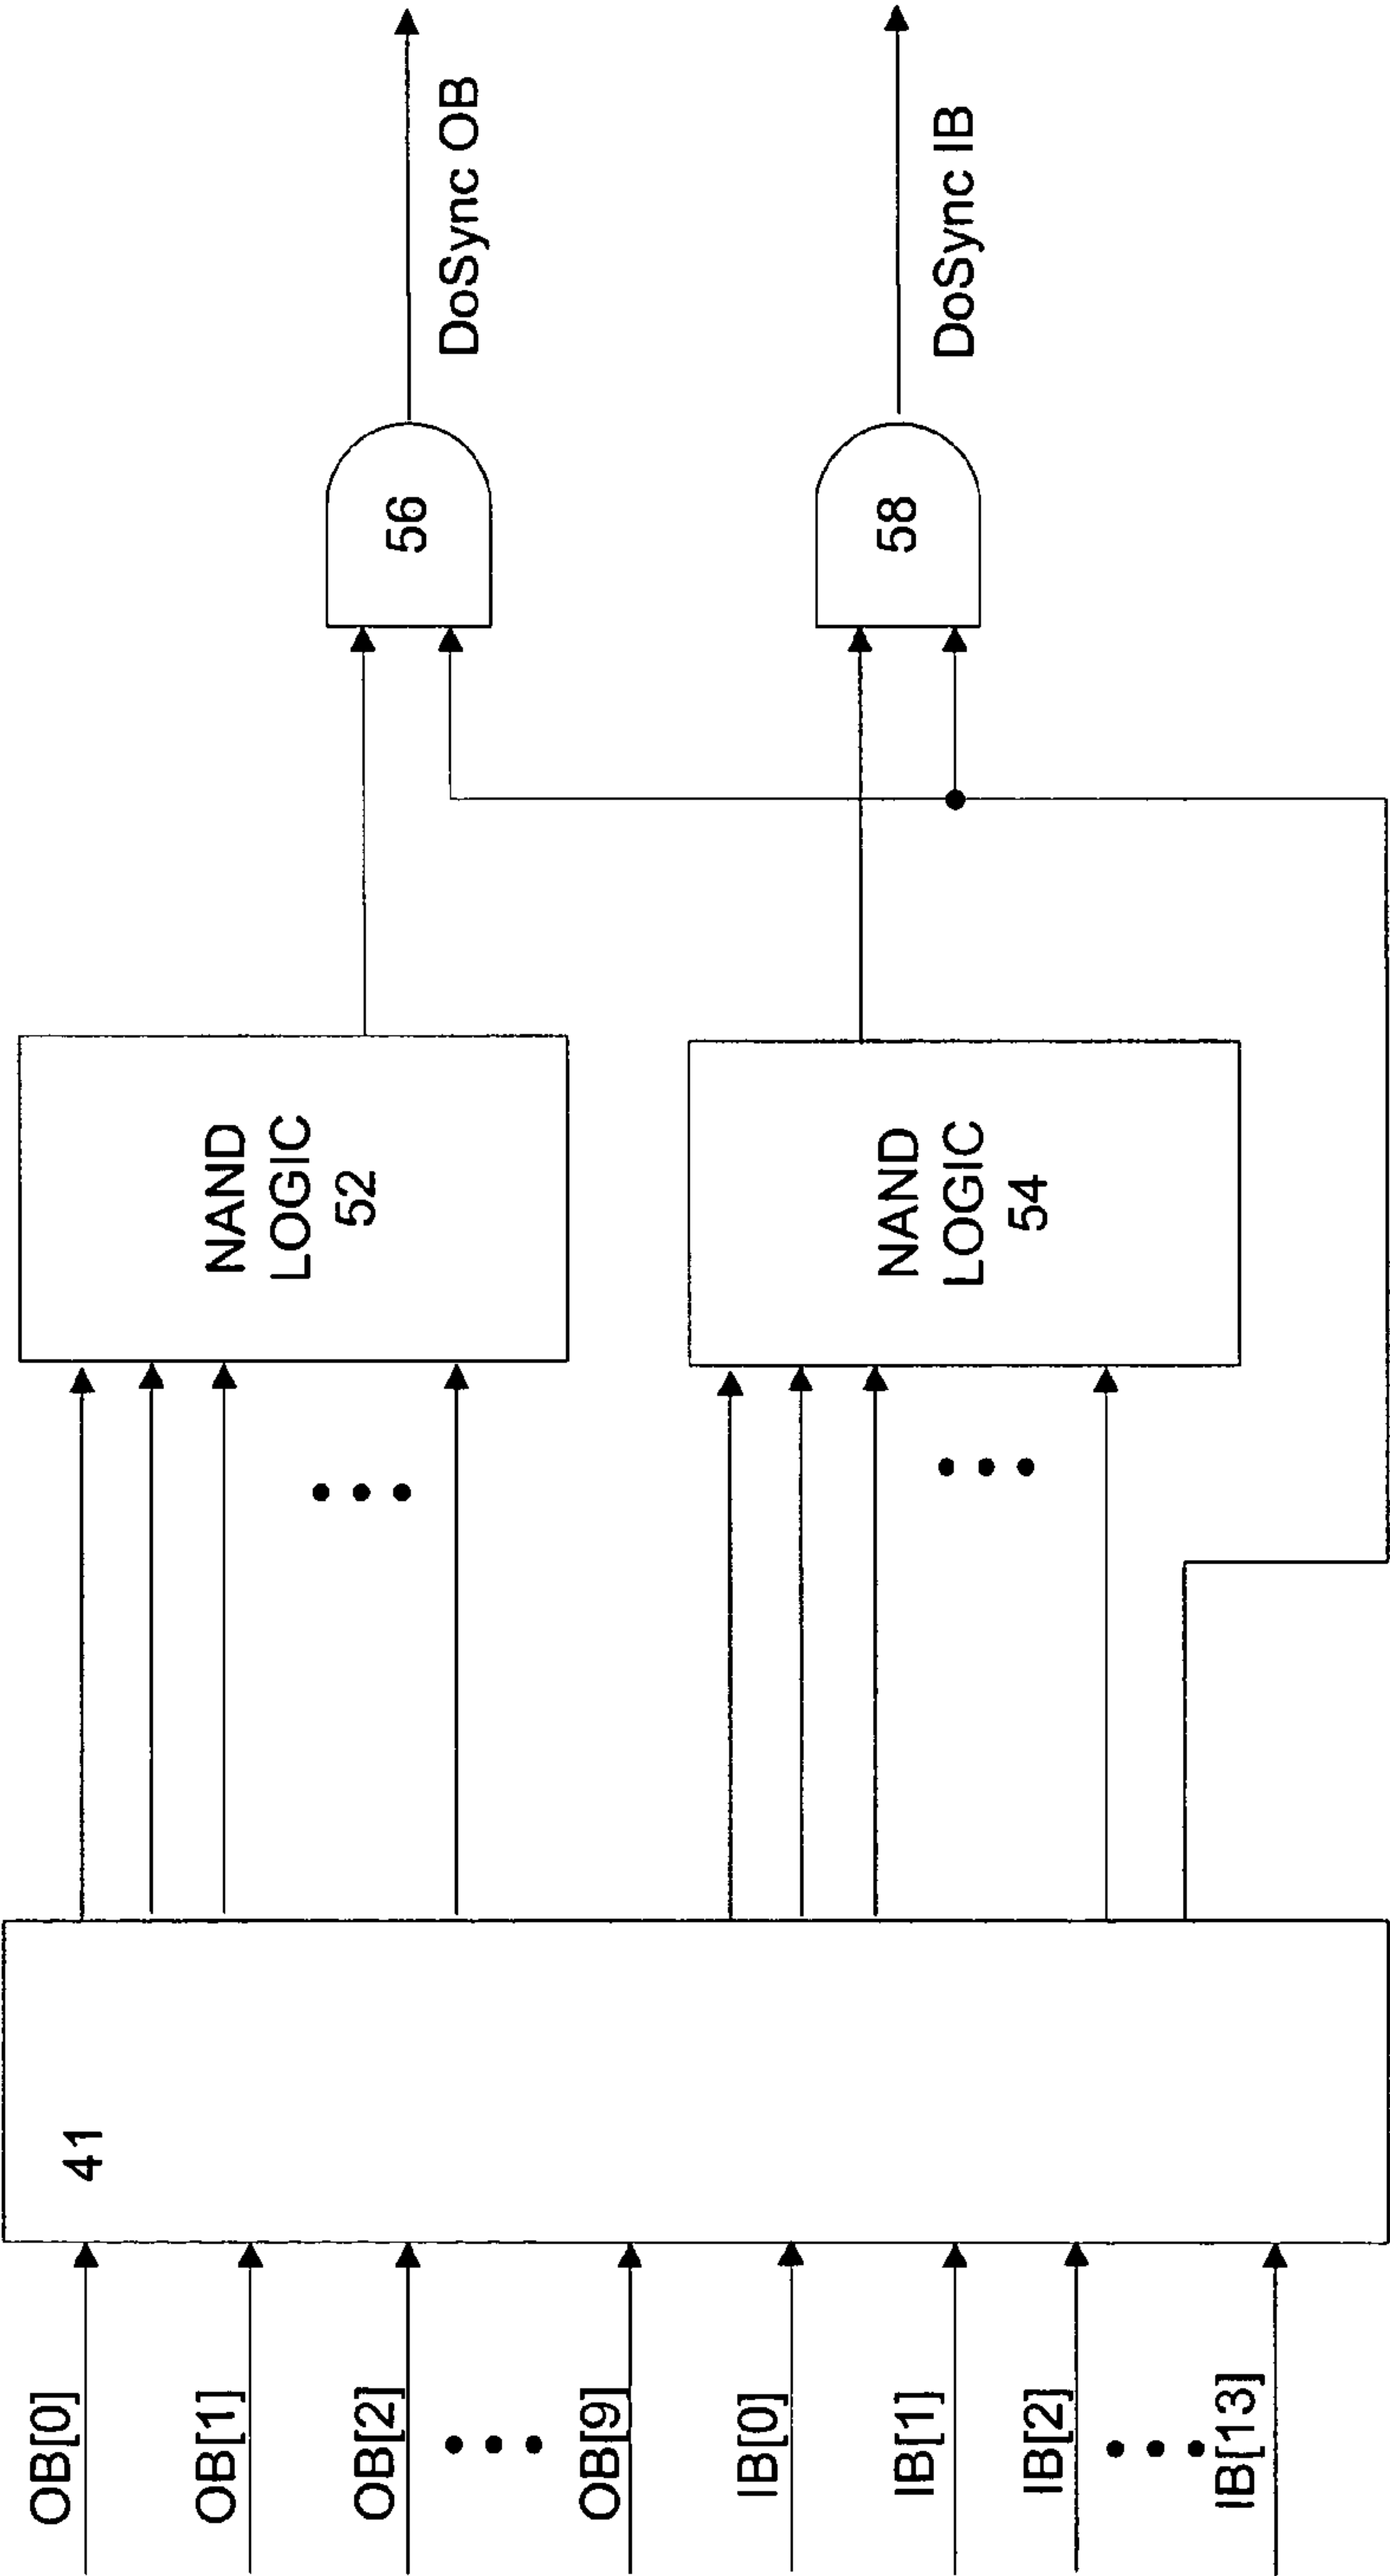 OB[0]
OB[1]
OB[2]
OB[9]
IB[0]
IB[1]
IB[2]
IB[13]
41
NAND
LOGIC
52
NAND
LOGIC
54
56
58
DoSync OB
DoSync IB